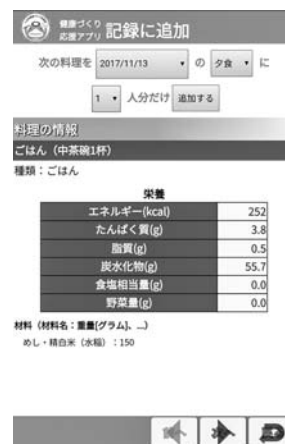 健康づくり
応援アプリ 記録に追加
次の料理を 2017/11/13 の 夕食 に
1 人分だけ 追加する
料理の情報
ごはん（中茶碗1杯）
種類：ごはん
栄養
エネルギー(kcal) 252
たんぱく質(g) 3.8
脂質(g) 0.5
炭水化物(g) 55.7
食塩相当量(g) 0.0
野菜量(g) 0.0
材料（材料名：重量[グラム]、...）
めし・精白米（水稲）：150